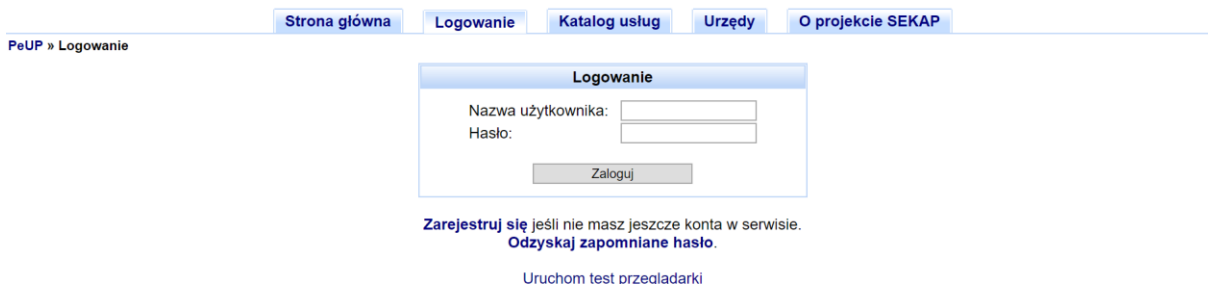 Strona główna Logowanie Katalog usług Urzędy O projekcie SEKAP
PeUP » Logowanie
Logowanie
Nazwa użytkownika:
Hasło:
Zaloguj
Zarejestruj się jeśli nie masz jeszcze konta w serwisie.
Odzyskaj zapomniane hasło.
Uruchom test przeglądarki